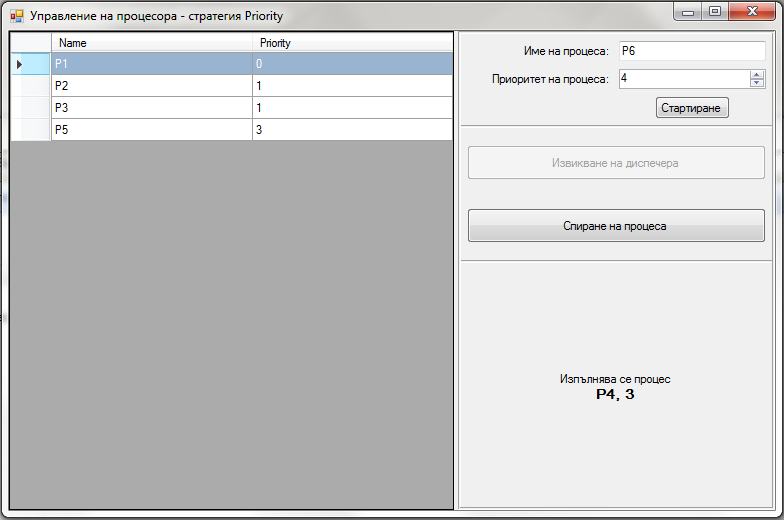 Управление на процесора - стратегия Priority
Name Priority
P1 0
P2 1
P3 1
P5 3
Име на процеса: P6
Приоритет на процеса: 4
Стартиране
Извикване на диспечера
Спиране на процеса
Изпълнява се процес
P4, 3